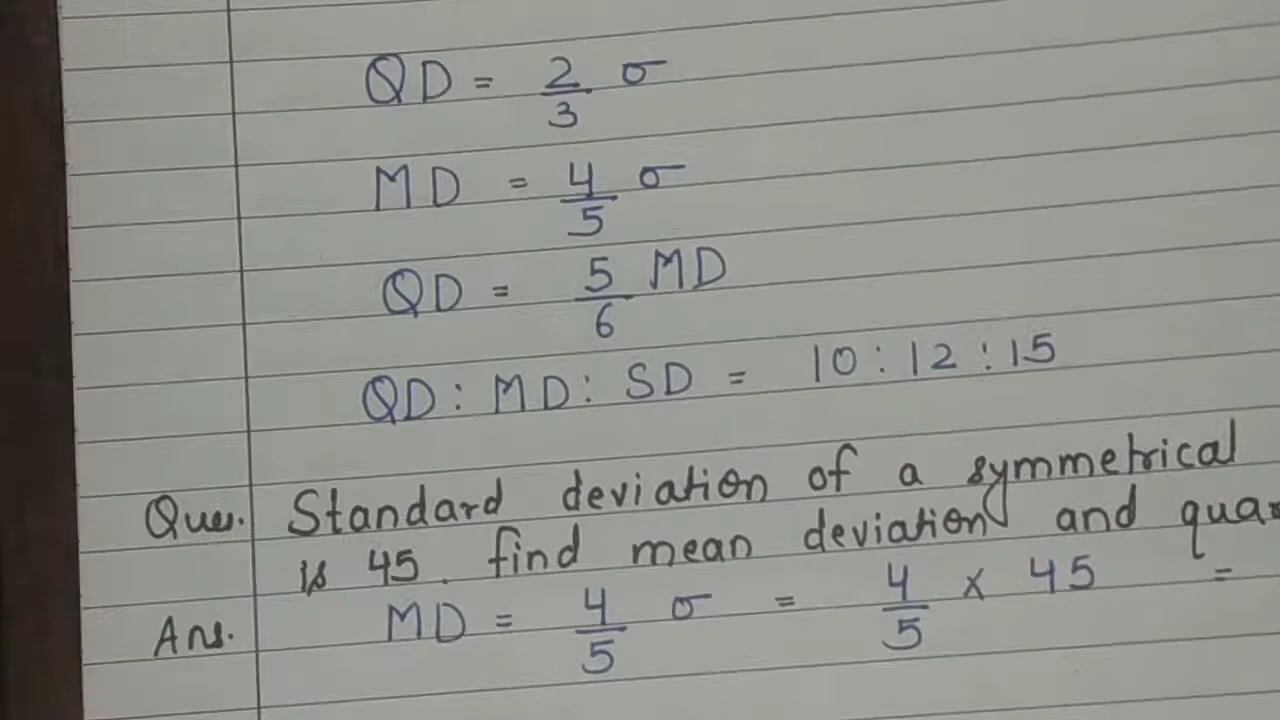 QD = 2/3 σ
MD = 4/5 σ
QD = 5/6 MD
QD : MD : SD = 10 : 12 : 15
Ques. Standard deviation of a symmetrical
is 45. find mean deviation and
Ans. MD = 4/5 σ = 4/5 × 45 =